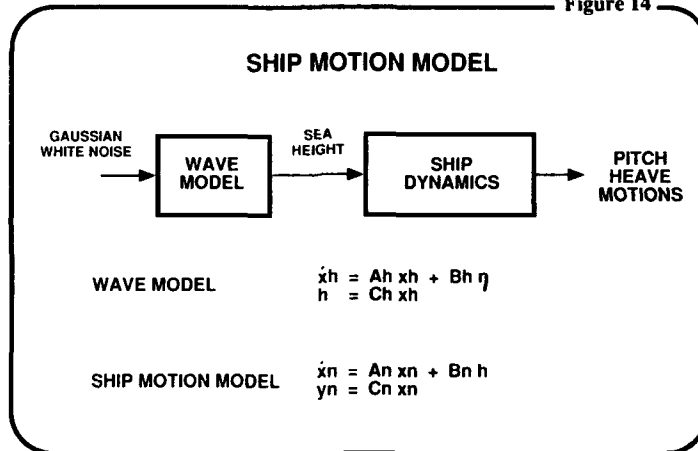 Figure 14
SHIP MOTION MODEL
GAUSSIAN
WHITE NOISE
WAVE
MODEL
SEA
HEIGHT
SHIP
DYNAMICS
PITCH
HEAVE
MOTIONS
WAVE MODEL
ẋh = Ah xh + Bh η
h = Ch xh
SHIP MOTION MODEL
ẋn = An xn + Bn h
yn = Cn xn